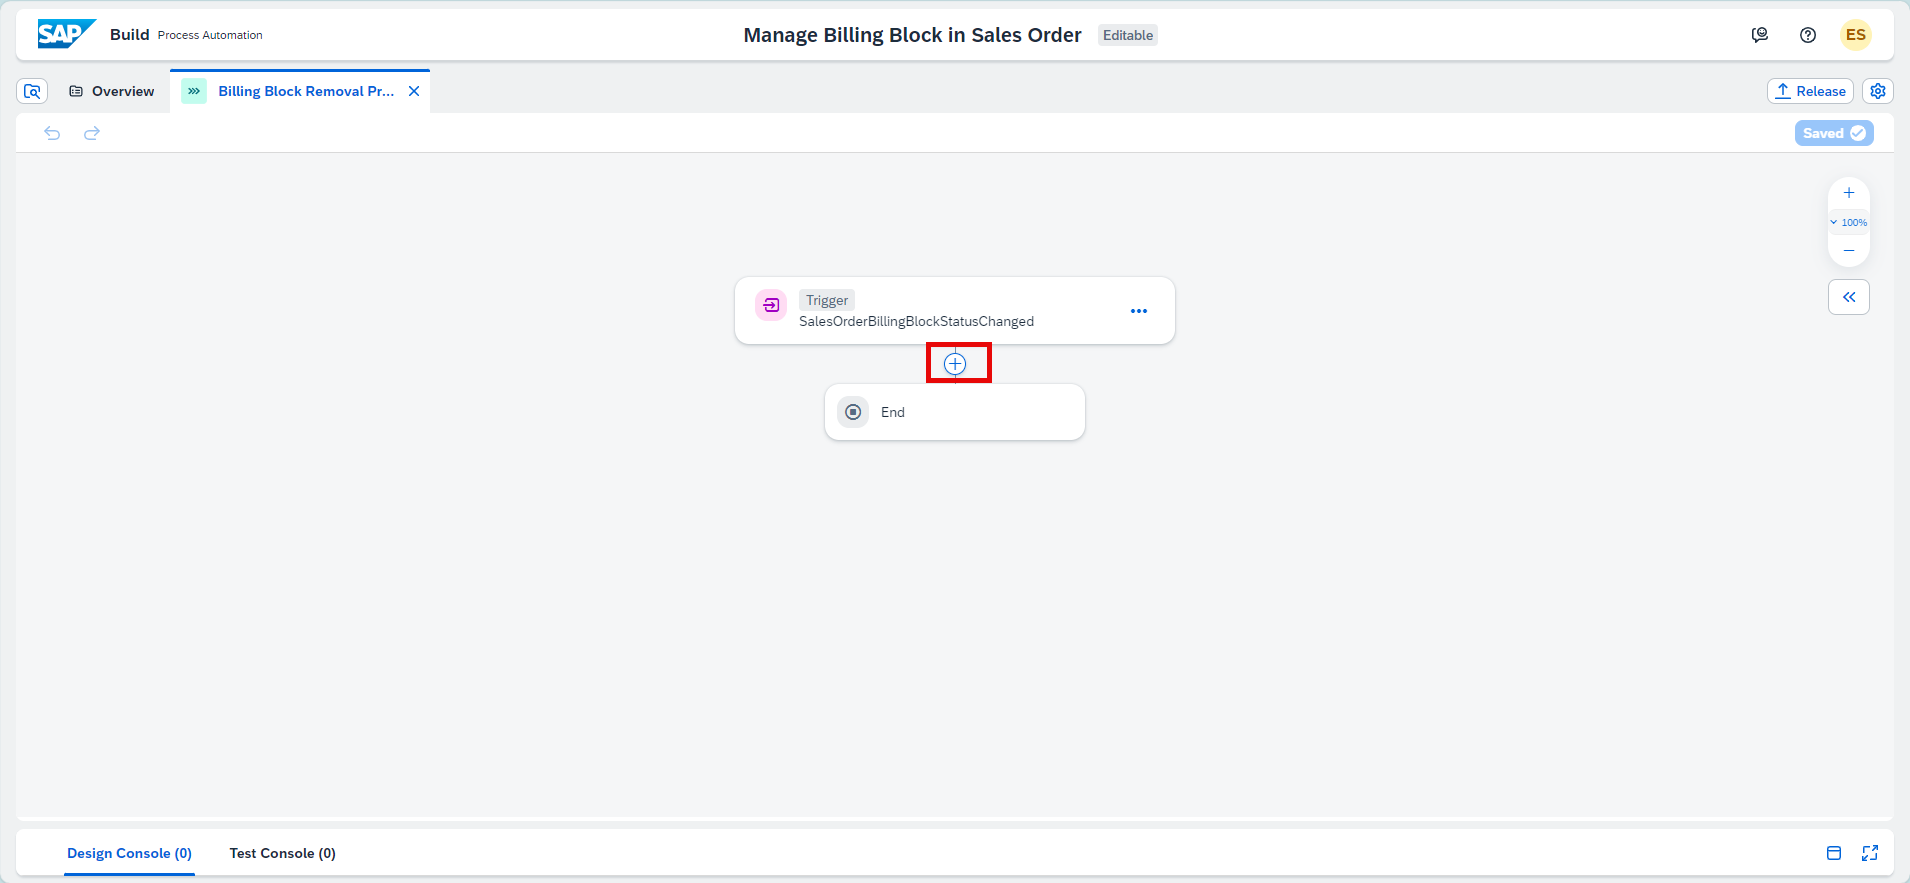 SAP Build Process Automation
Manage Billing Block in Sales Order Editable
ES
Overview
Billing Block Removal Pr...
Release
Saved
100%
Trigger
SalesOrderBillingBlockStatusChanged
End
Design Console (0)
Test Console (0)